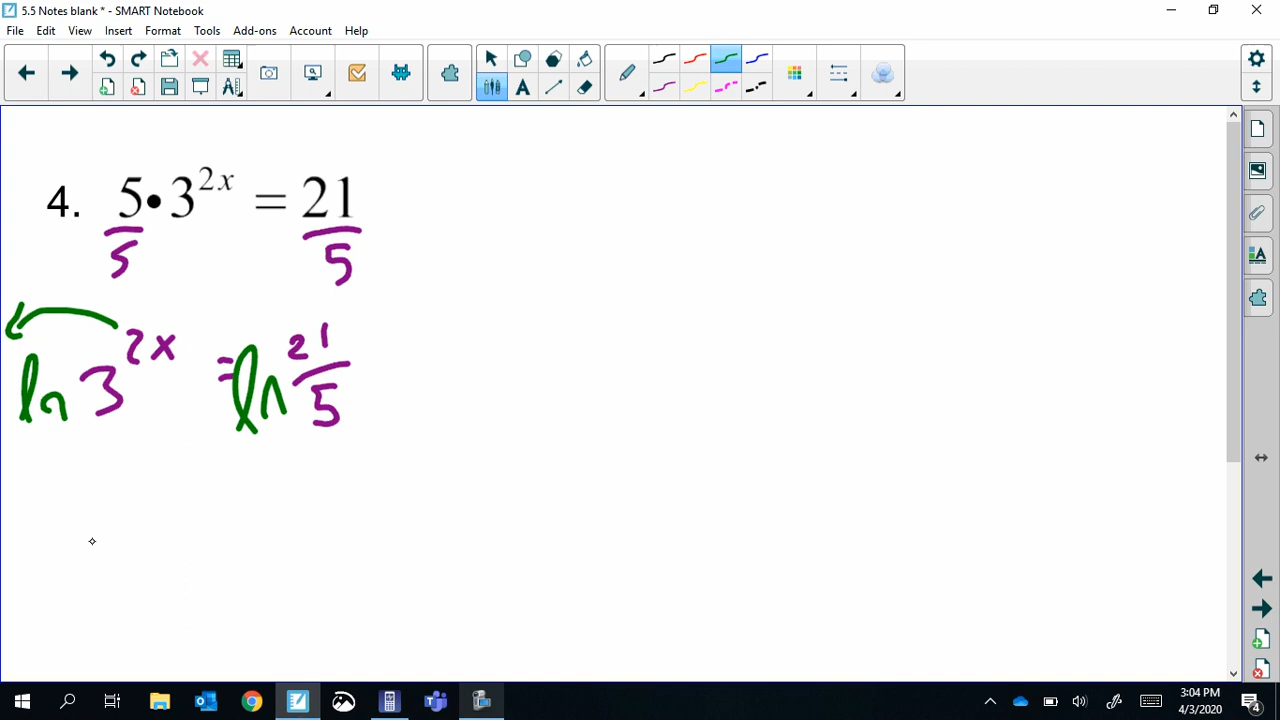 5.5 Notes blank * - SMART Notebook
File Edit View Insert Format Tools Add-ons Account Help
4. 5•3^{2x} = 21
5 5
ln 3^{2x} = ln 21/5
3:04 PM
4/3/2020
4